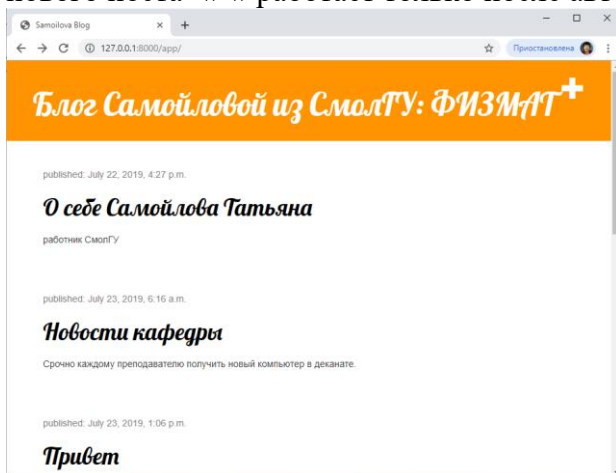 Samoilova Blog
127.0.0.1:8000/app/
Приостановлена
Блог Самойловой из СмолГУ: ФИЗМАТ
published: July 22, 2019, 4:27 p.m.
О себе Самойлова Татьяна
работник СмолГУ
published: July 23, 2019, 6:16 a.m.
Новости кафедры
Срочно каждому преподавателю получить новый компьютер в деканате.
published: July 23, 2019, 1:06 p.m.
Привет